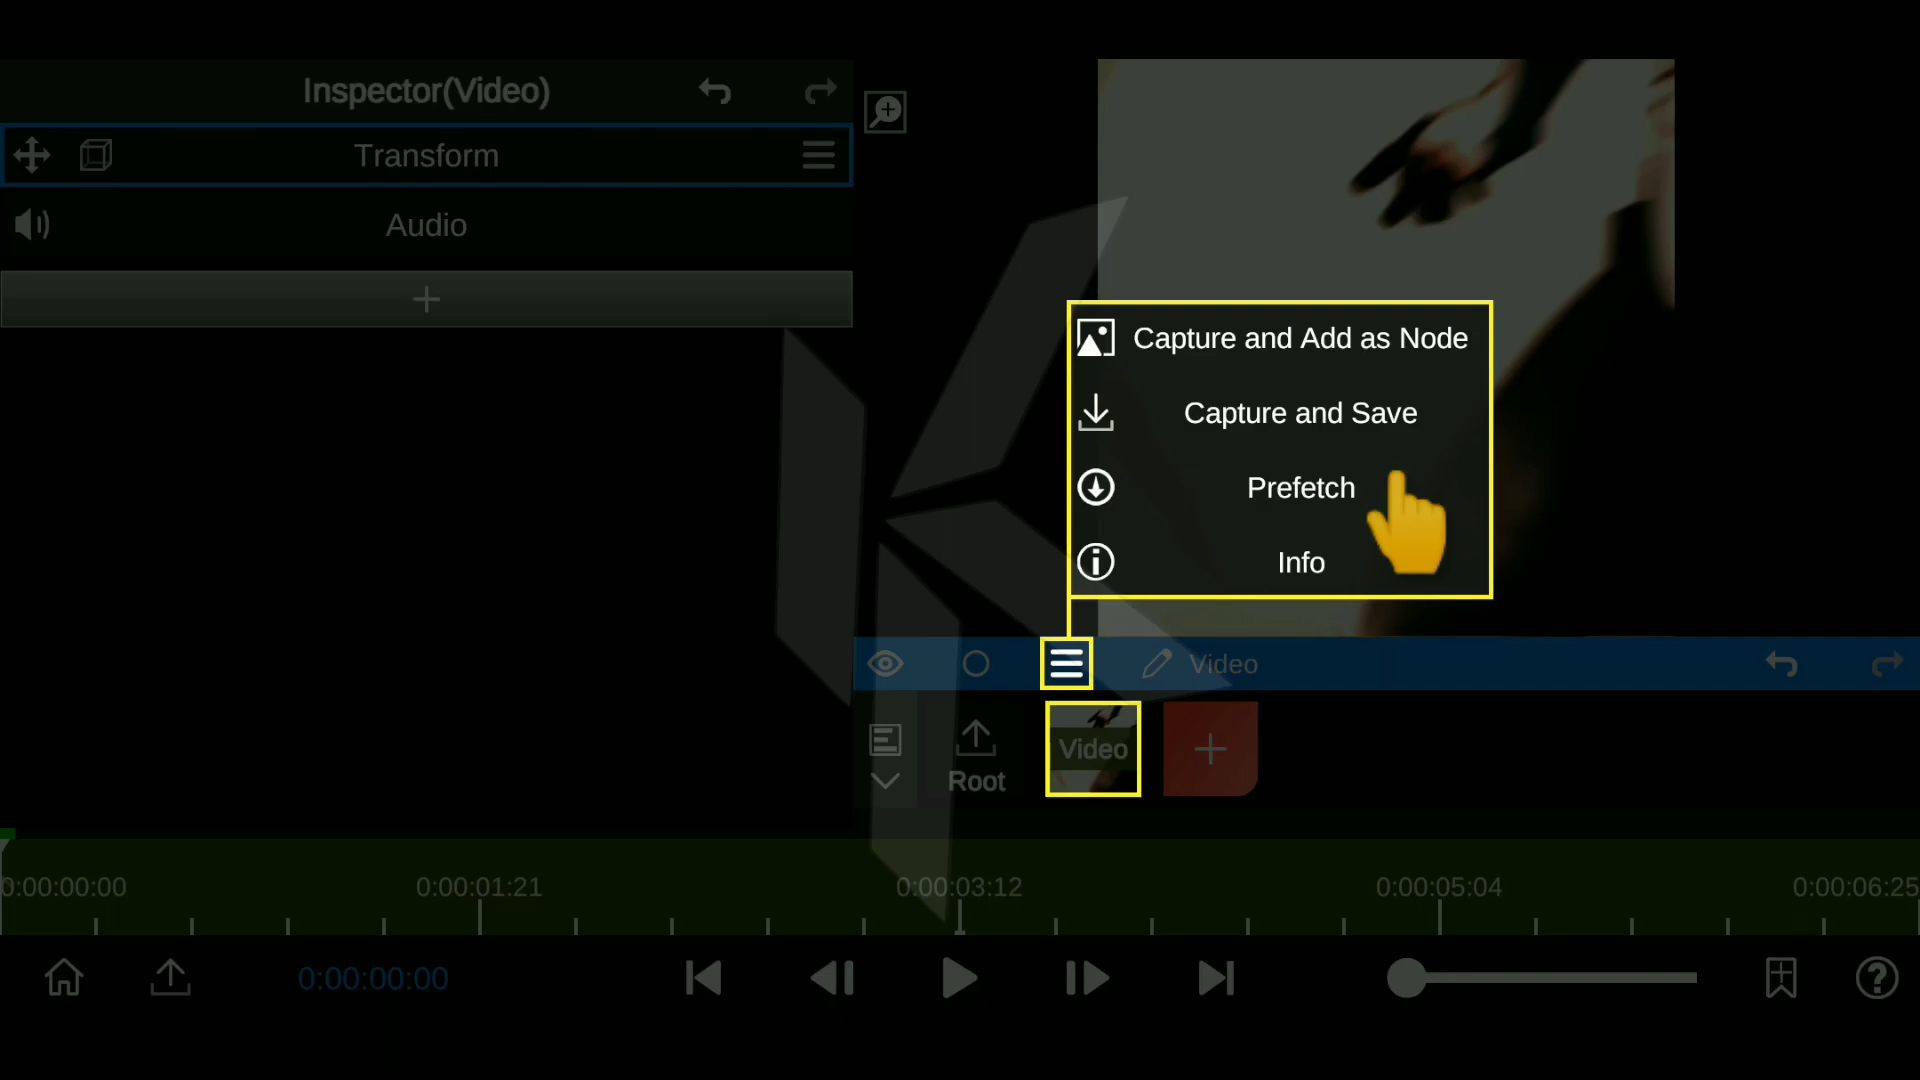 Inspector(Video)
Transform
Audio
Capture and Add as Node
Capture and Save
Prefetch
Info
Video
Root
Video
0:00:00:00
0:00:01:21
0:00:03:12
0:00:05:04
0:00:06:25
0:00:00:00